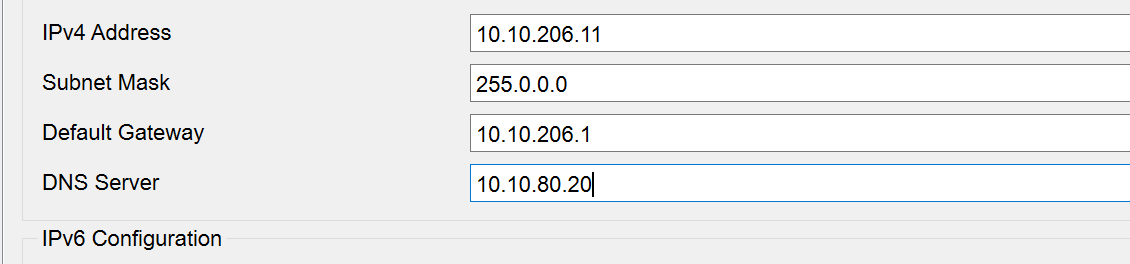 IPv4 Address 10.10.206.11
Subnet Mask 255.0.0.0
Default Gateway 10.10.206.1
DNS Server 10.10.80.20
IPv6 Configuration